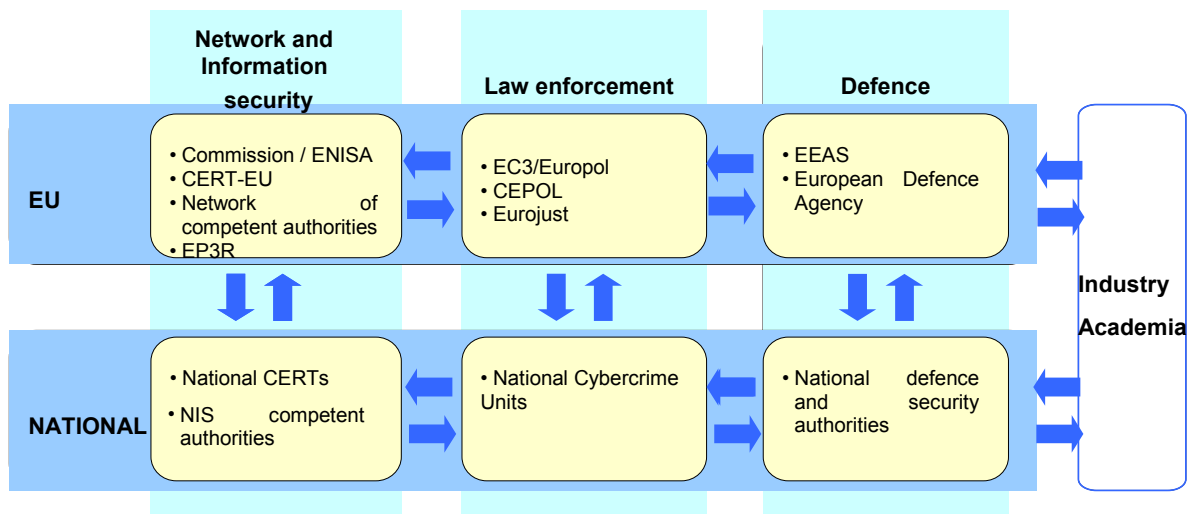 Network and
Information
security
Law enforcement
Defence
EU
• Commission / ENISA
• CERT-EU
• Network of
competent authorities
• EP3R
• EC3/Europol
• CEPOL
• Eurojust
• EEAS
• European Defence
Agency
Industry
Academia
NATIONAL
• National CERTs
• NIS competent
authorities
• National Cybercrime
Units
• National defence
and security
authorities